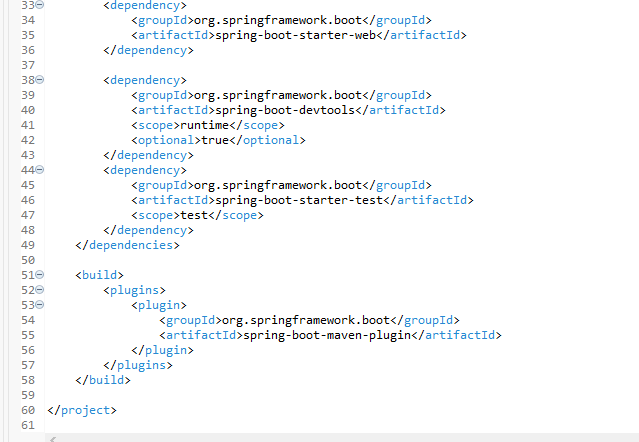 33 <dependency>
34 <groupId>org.springframework.boot</groupId>
35 <artifactId>spring-boot-starter-web</artifactId>
36 </dependency>
37
38 <dependency>
39 <groupId>org.springframework.boot</groupId>
40 <artifactId>spring-boot-devtools</artifactId>
41 <scope>runtime</scope>
42 <optional>true</optional>
43 </dependency>
44 <dependency>
45 <groupId>org.springframework.boot</groupId>
46 <artifactId>spring-boot-starter-test</artifactId>
47 <scope>test</scope>
48 </dependency>
49 </dependencies>
50
51 <build>
52 <plugins>
53 <plugin>
54 <groupId>org.springframework.boot</groupId>
55 <artifactId>spring-boot-maven-plugin</artifactId>
56 </plugin>
57 </plugins>
58 </build>
59
60 </project>
61